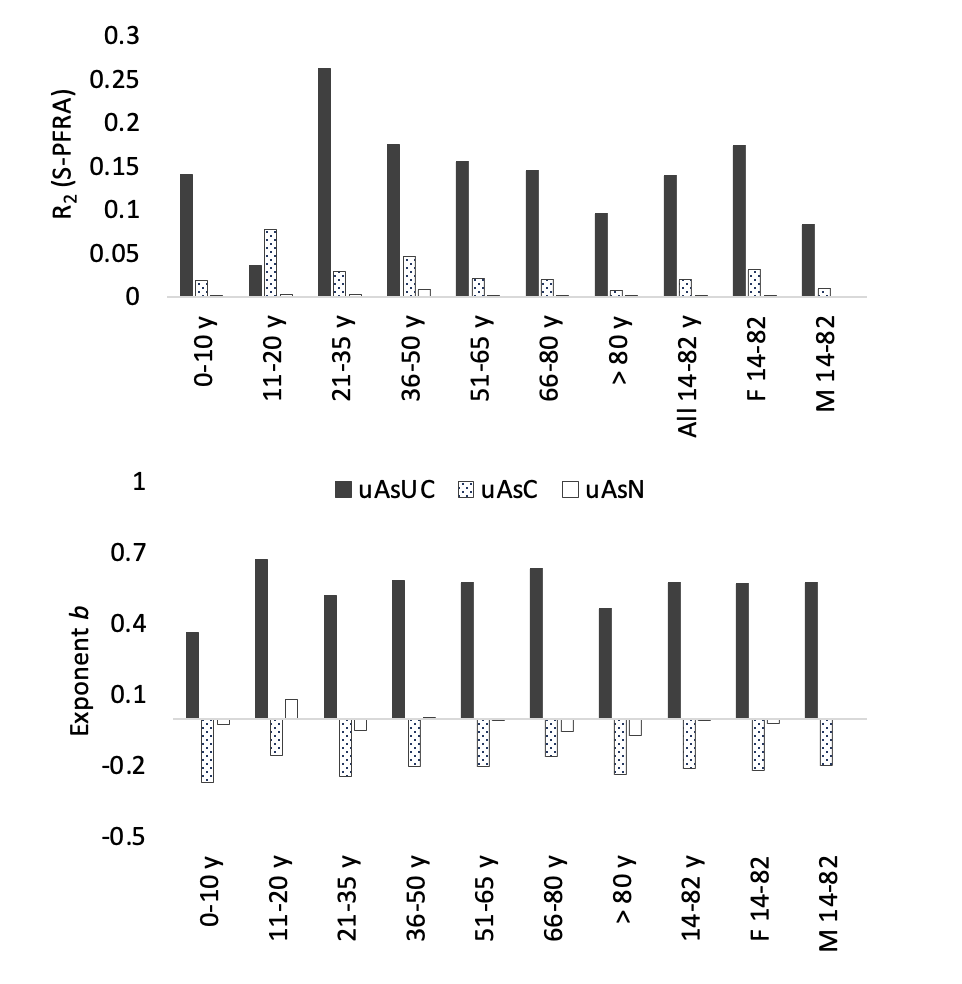 0.3
0.25
0.2
0.15
0.1
0.05
0
R2 (S-PFRA)
0-10 y
11-20 y
21-35 y
36-50 y
51-65 y
66-80 y
> 80 y
All 14-82 y
F 14-82
M 14-82
uAsUC uAsC uAsN
1
0.7
0.4
0.1
-0.2
-0.5
Exponent b
0-10 y
11-20 y
21-35 y
36-50 y
51-65 y
66-80 y
> 80 y
14-82 y
F 14-82
M 14-82